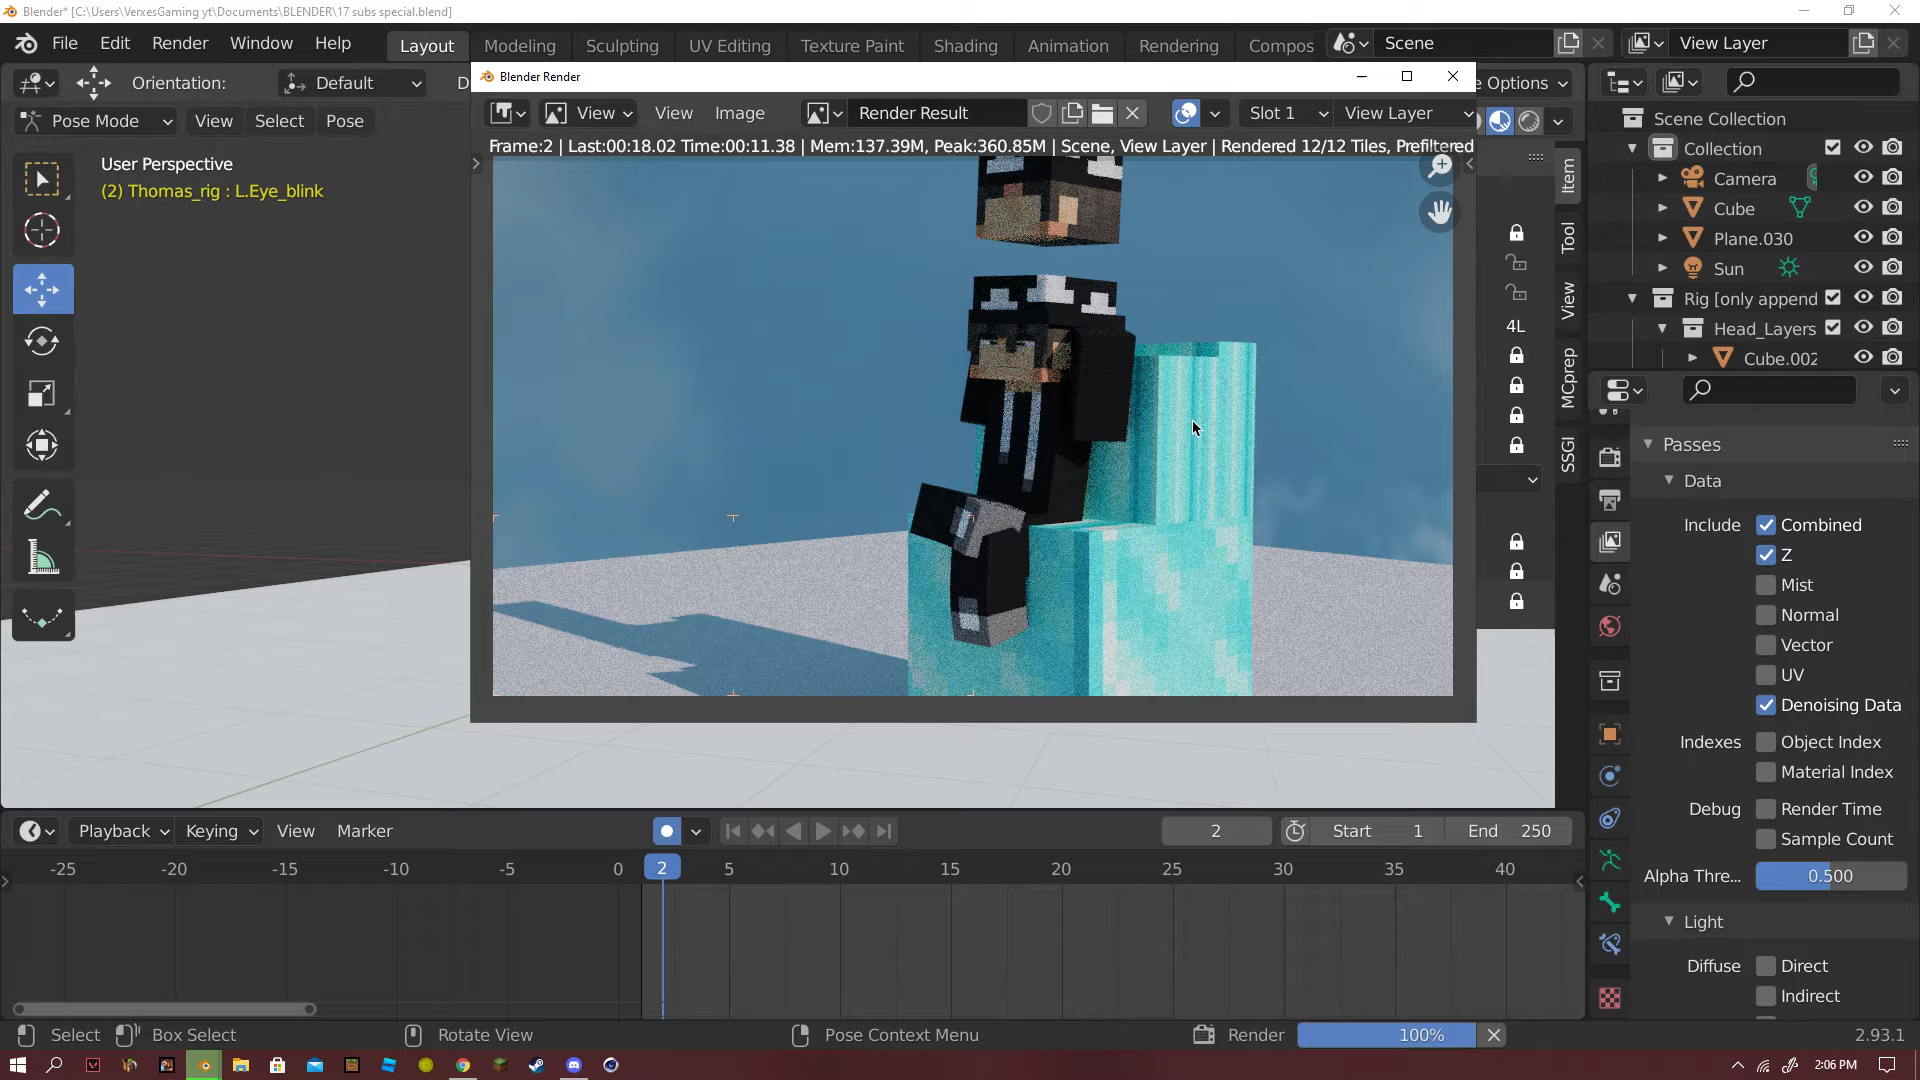 Blender* [C:\Users\VerxesGaming yt\Documents\BLENDER\17 subs special.blend]
File Edit Render Window Help Layout Modeling Sculpting UV Editing Texture Paint Shading Animation Rendering Compos Scene View Layer
Orientation: Default D e Options
Blender Render
Pose Mode View Select Pose
View View Image Render Result Slot 1 View Layer
Frame:2 | Last:00:18.02 Time:00:11.38 | Mem:137.39M, Peak:360.85M | Scene, View Layer | Rendered 12/12 Tiles, Prefiltered
User Perspective
(2) Thomas_rig : L.Eye_blink
Item
Tool
View
MCprep
SSGI
4L
Scene Collection
Collection
Camera
Cube
Plane.030
Sun
Rig [only append
Head_Layers
Cube.002
Passes
Data
Include Combined
Z
Mist
Normal
Vector
UV
Denoising Data
Indexes Object Index
Material Index
Debug Render Time
Sample Count
Alpha Thre... 0.500
Light
Diffuse Direct
Indirect
Playback Keying View Marker 2 Start 1 End 250
-25 -20 -15 -10 -5 0 2 5 10 15 20 25 30 35 40
Select Box Select Rotate View Pose Context Menu Render 100% 2.93.1
2:06 PM